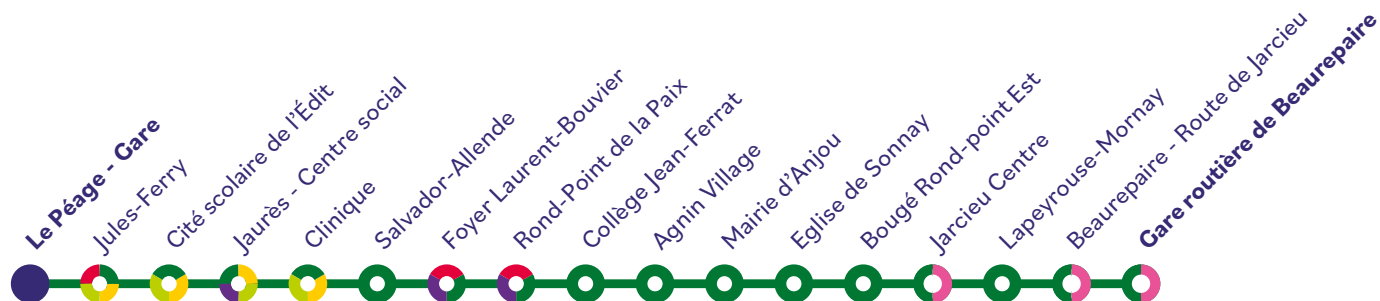 Le Péage - Gare
Jules-Ferry
Cité scolaire de l'Édit
Jaurès - Centre social
Clinique
Salvador-Allende
Foyer Laurent-Bouvier
Rond-Point de la Paix
Collège Jean-Ferrat
Agnin Village
Mairie d'Anjou
Eglise de Sonnay
Bougé Rond-point Est
Jarcieu Centre
Lapeyrouse-Mornay
Beaurepaire - Route de Jarcieu
Gare routière de Beaurepaire